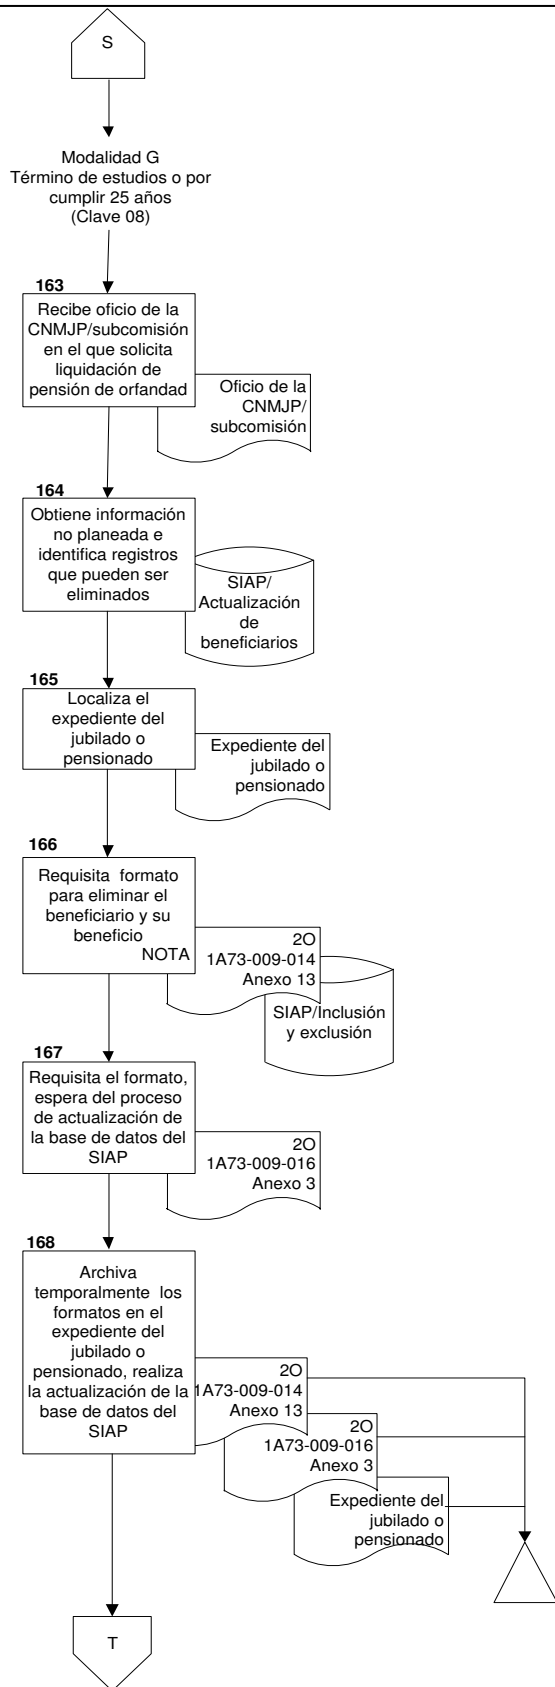 S
Modalidad G
Término de estudios o por
cumplir 25 años
(Clave 08)
163
Recibe oficio de la
CNMJP/subcomisión
en el que solicita
liquidación de
pensión de orfandad
Oficio de la
CNMJP/
subcomisión
164
Obtiene información
no planeada e
identifica registros
que pueden ser
eliminados
SIAP/
Actualización
de
beneficiarios
165
Localiza el
expediente del
jubilado o
pensionado
Expediente del
jubilado o
pensionado
166
Requisita formato
para eliminar el
beneficiario y su
beneficio
NOTA
2O
1A73-009-014
Anexo 13
SIAP/Inclusión
y exclusión
167
Requisita el formato,
espera del proceso
de actualización de
la base de datos del
SIAP
2O
1A73-009-016
Anexo 3
168
Archiva
temporalmente los
formatos en el
expediente del
jubilado o
pensionado, realiza
la actualización de la
base de datos del
SIAP
2O
1A73-009-014
Anexo 13
2O
1A73-009-016
Anexo 3
Expediente del
jubilado o
pensionado
T